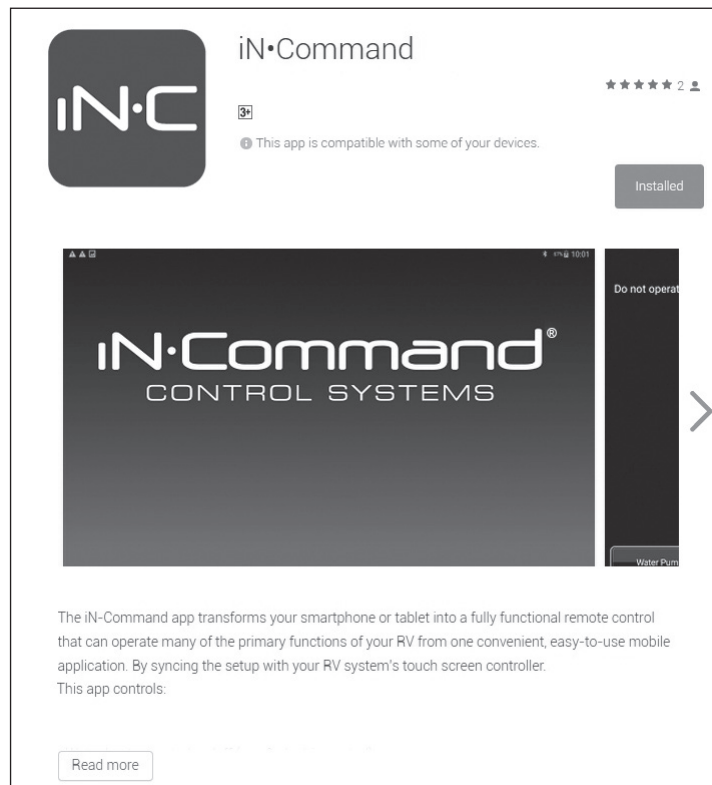 iN•Command
iN•C
2
3+
This app is compatible with some of your devices.
Installed
10:01
iN•Command®
CONTROL SYSTEMS
Do not operat
Water Pum
The iN-Command app transforms your smartphone or tablet into a fully functional remote control
that can operate many of the primary functions of your RV from one convenient, easy-to-use mobile
application. By syncing the setup with your RV system's touch screen controller.
This app controls:
Read more